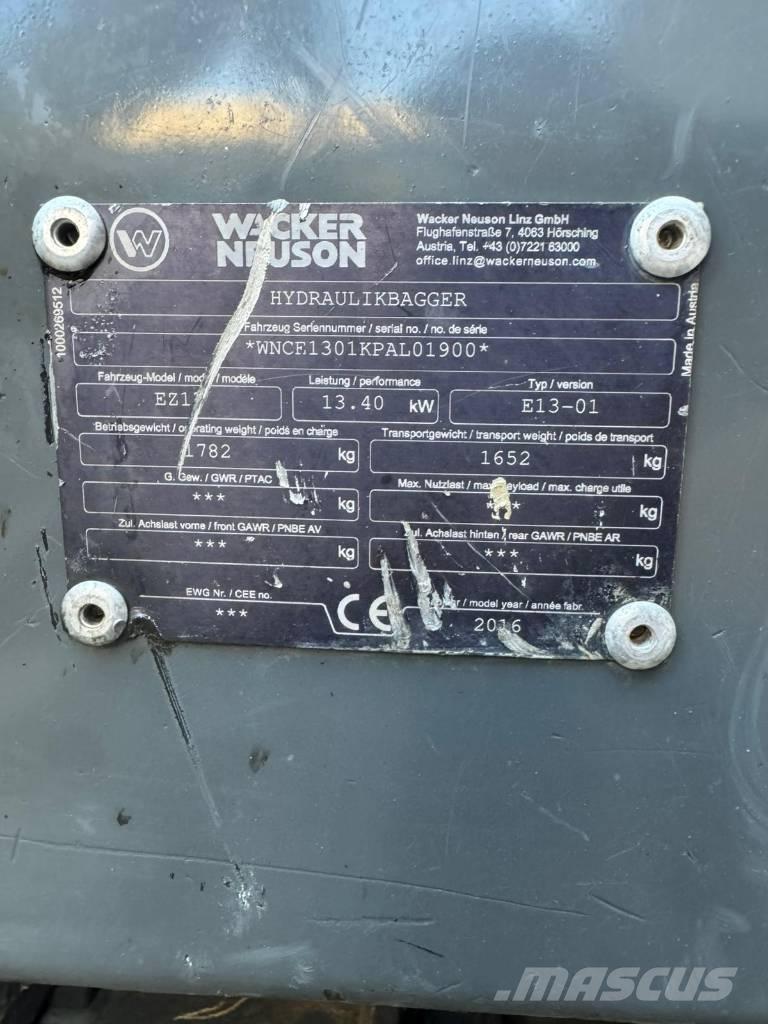 WACKER
NEUSON
Wacker Neuson Linz GmbH
Flughafenstraße 7, 4063 Hörsching
Austria, Tel. +43 (0)7221 63000
office.linz@wackerneuson.com
1000269512
Made in Austria
HYDRAULIKBAGGER
Fahrzeug Seriennummer / serial no. / no. de série
*WNCE1301KPAL01900*
Fahrzeug-Model / model / modèle
Leistung / performance
13.40 kW
Typ / version
E13-01
Betriebsgewicht / operating weight / poids en charge
1782 kg
Transportgewicht / transport weight / poids de transport
1652 kg
G. Gew. / GWR / PTAC
*** kg
Max. Nutzlast / max. payload / max. charge utile
kg
Zul. Achslast vorne / front GAWR / PNBE AV
*** kg
Zul. Achslast hinten / rear GAWR / PNBE AR
*** kg
EWG Nr. / CEE no.
***
CE
/ model year / année fabr.
2016
MASCUS